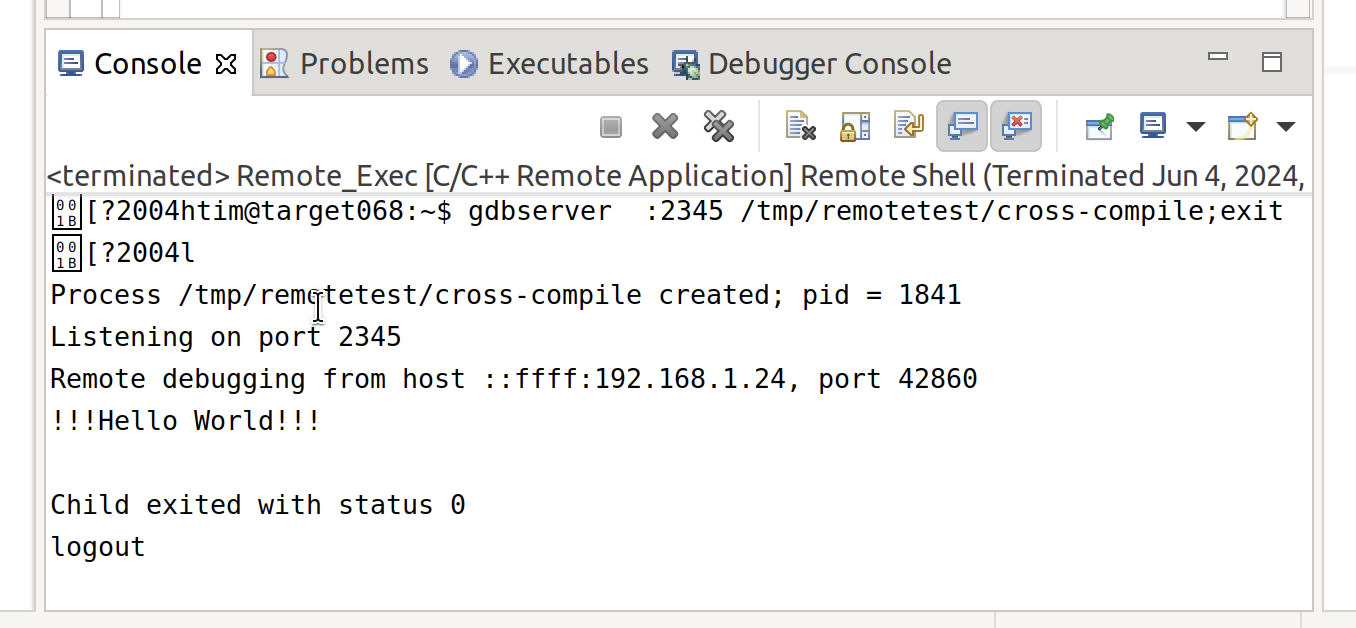 Console Problems Executables Debugger Console
<terminated> Remote_Exec [C/C++ Remote Application] Remote Shell (Terminated Jun 4, 2024,
001B[?2004htim@target068:~$ gdbserver  :2345 /tmp/remotetest/cross-compile;exit
001B[?2004l
Process /tmp/remotetest/cross-compile created; pid = 1841
Listening on port 2345
Remote debugging from host ::ffff:192.168.1.24, port 42860
!!!Hello World!!!
Child exited with status 0
logout